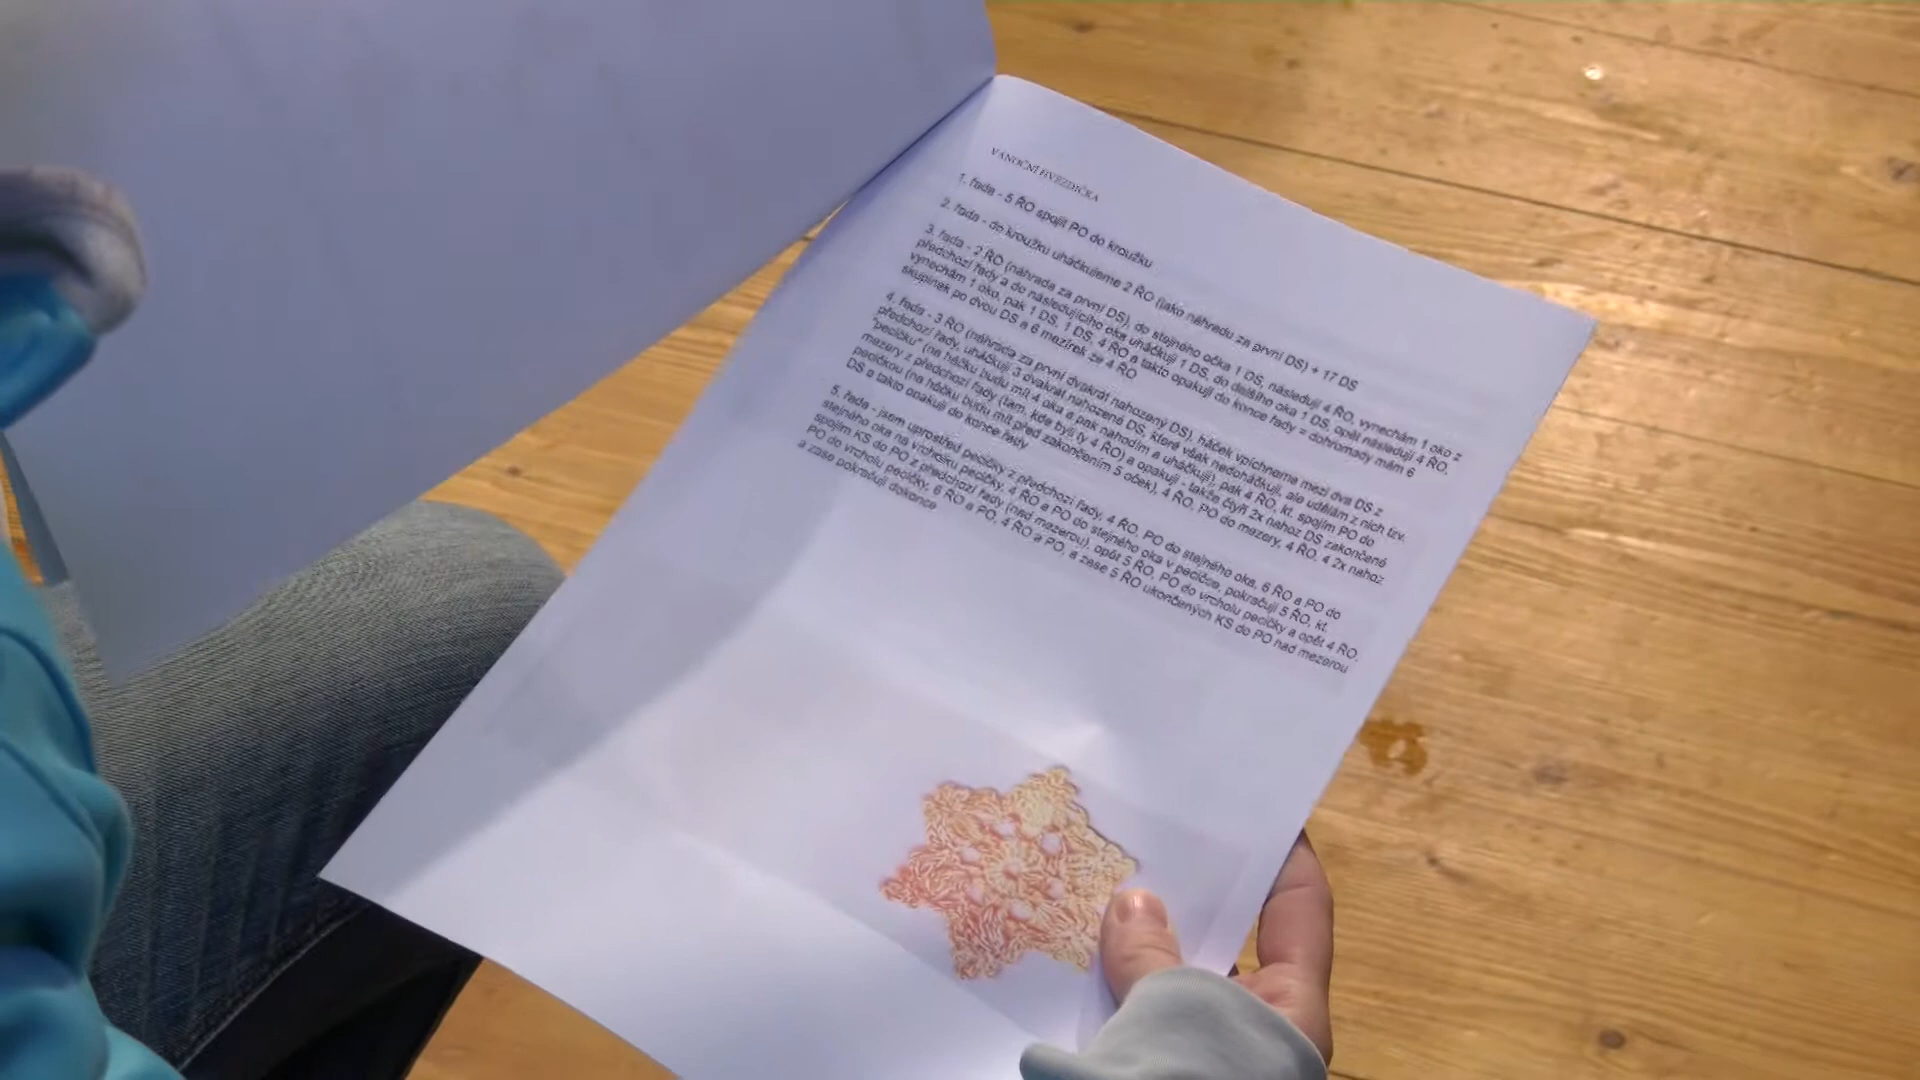 VÁNOČNÍ HVĚZDIČKA
1. řada - 5 ŘO spojit PO do kroužku
2. řada - do kroužku uháčkujeme 2 ŘO (jako náhradu za první DS) + 17 DS
3. řada - 2 ŘO (náhrada za první DS), do stejného očka 1 DS, následují 4 ŘO, vynechám 1 oko z
předchozí řady a do následujícího oka uháčkuji 1 DS, do dalšího oka 1 DS, opět následují 4 ŘO,
vynechám 1 oko, pak 1 DS, 1 DS, 4 ŘO a takto opakuji do konce řady = dohromady mám 6
skupinek po dvou DS a 6 mezírek ze 4 ŘO
4. řada - 3 ŘO (náhrada za první dvakrát nahozený DS), háček vpíchneme mezi dva DS z
předchozí řady, uháčkuji 3 dvakrát nahozené DS, které však nedoháčkuji, ale udělám z nich tzv.
"pecičku" (na háčku budu mít 4 oka a pak nahodím a uháčkuji), pak 4 ŘO, kt. spojím PO do
mezery z předchozí řady (tam, kde byly ty 4 ŘO) a opakuji - takže čtyři 2x nahoz DS zakončené
pecičkou (na háčku budu mít před zakončením 5 oček), 4 ŘO, PO do mezery, 4 ŘO, 4 2x nahoz
DS a takto opakuji do konce řady
5. řada - jsem uprostřed pecičky z předchozí řady, 4 ŘO, PO do stejného oka, 6 ŘO a PO do
stejného oka na vrcholku pecičky, 4 ŘO a PO do stejného oka v pecičce, pokračuji 5 ŘO, kt.
spojím KS do PO z předchozí řady (nad mezerou), opět 5 ŘO, PO do vrcholu pecičky a opět 4 ŘO,
PO do vrcholu pecičky, 6 ŘO a PO, 4 ŘO a PO, a zase 5 ŘO ukončených KS do PO nad mezerou
a zase pokračuji dokonce